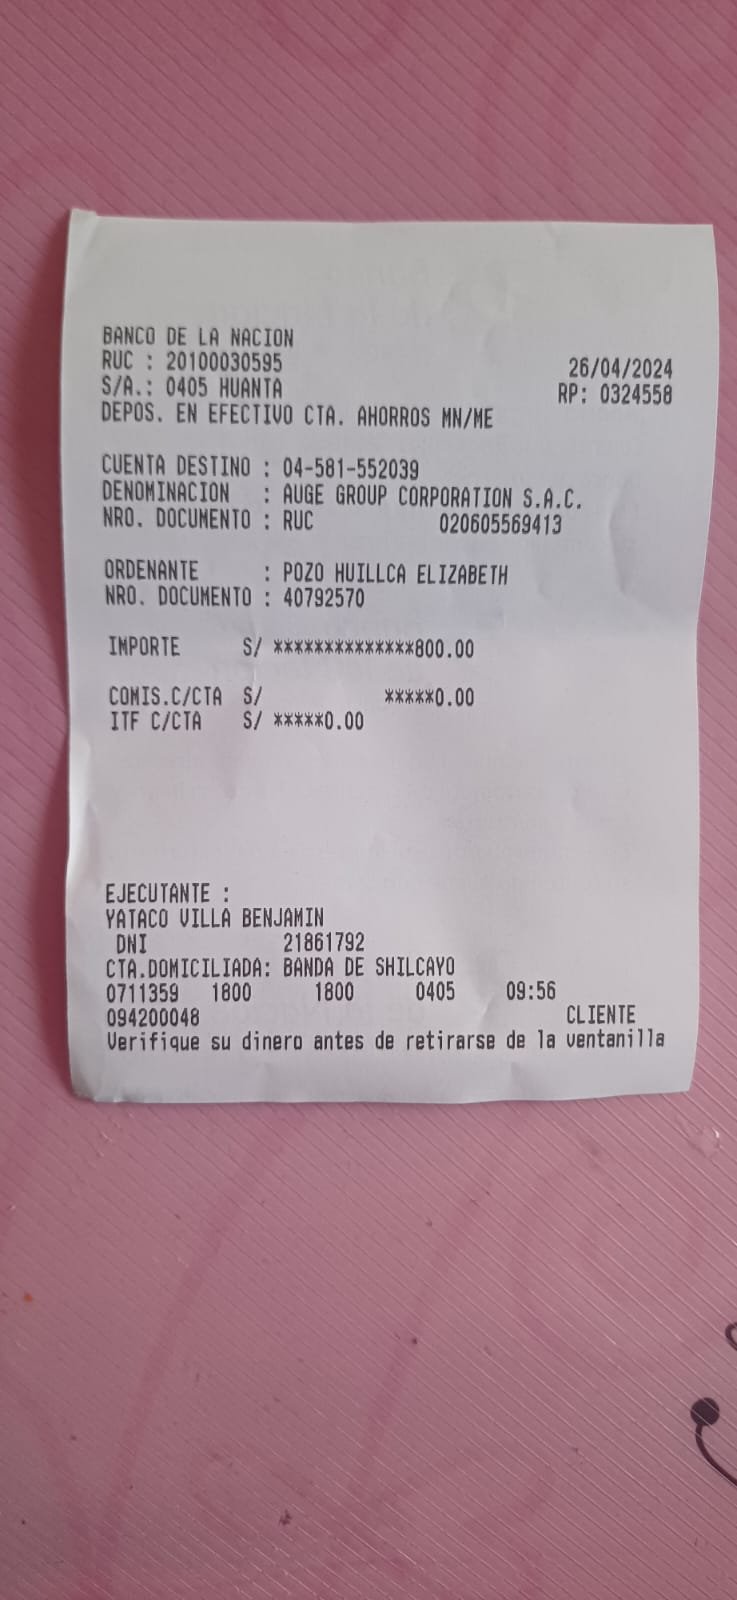 BANCO DE LA NACION
RUC : 20100030595 26/04/2024
S/A.: 0405 HUANTA RP: 0324558
DEPOS. EN EFECTIVO CTA. AHORROS MN/ME
CUENTA DESTINO : 04-581-552039
DENOMINACION : AUGE GROUP CORPORATION S.A.C.
NRO. DOCUMENTO : RUC 020605569413
ORDENANTE : POZO HUILLCA ELIZABETH
NRO. DOCUMENTO : 40792570
IMPORTE S/ **************800.00
COMIS.C/CTA S/ *****0.00
ITF C/CTA S/ *****0.00
EJECUTANTE :
YATACO VILLA BENJAMIN
DNI 21861792
CTA.DOMICILIADA: BANDA DE SHILCAYO
0711359 1800 1800 0405 09:56
094200048 CLIENTE
Verifique su dinero antes de retirarse de la ventanilla